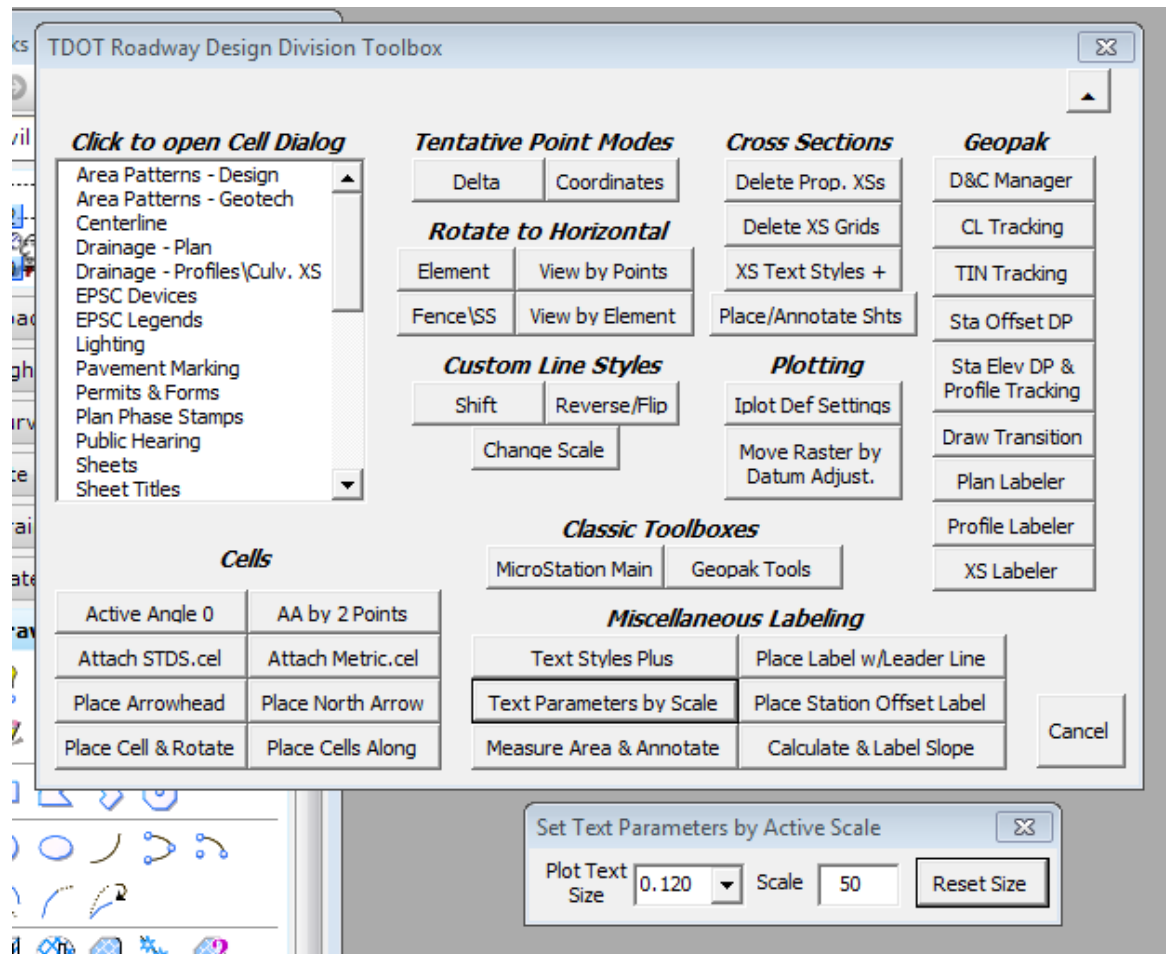 TDOT Roadway Design Division Toolbox
Click to open Cell Dialog
Area Patterns - Design
Area Patterns - Geotech
Centerline
Drainage - Plan
Drainage - Profiles\Culv. XS
EPSC Devices
EPSC Legends
Lighting
Pavement Marking
Permits & Forms
Plan Phase Stamps
Public Hearing
Sheets
Sheet Titles
Tentative Point Modes
Delta Coordinates
Rotate to Horizontal
Element View by Points
Fence\SS View by Element
Custom Line Styles
Shift Reverse/Flip
Change Scale
Cross Sections
Delete Prop. XSs
Delete XS Grids
XS Text Styles +
Place/Annotate Shts
Plotting
Iplot Def Settings
Move Raster by
Datum Adjust.
Geopak
D&C Manager
CL Tracking
TIN Tracking
Sta Offset DP
Sta Elev DP &
Profile Tracking
Draw Transition
Plan Labeler
Profile Labeler
XS Labeler
Classic Toolboxes
MicroStation Main Geopak Tools
Cells
Active Angle 0 AA by 2 Points
Attach STDS.cel Attach Metric.cel
Place Arrowhead Place North Arrow
Place Cell & Rotate Place Cells Along
Miscellaneous Labeling
Text Styles Plus Place Label w/Leader Line
Text Parameters by Scale Place Station Offset Label
Measure Area & Annotate Calculate & Label Slope
Cancel
Set Text Parameters by Active Scale
Plot Text
Size
0.120
Scale
50
Reset Size